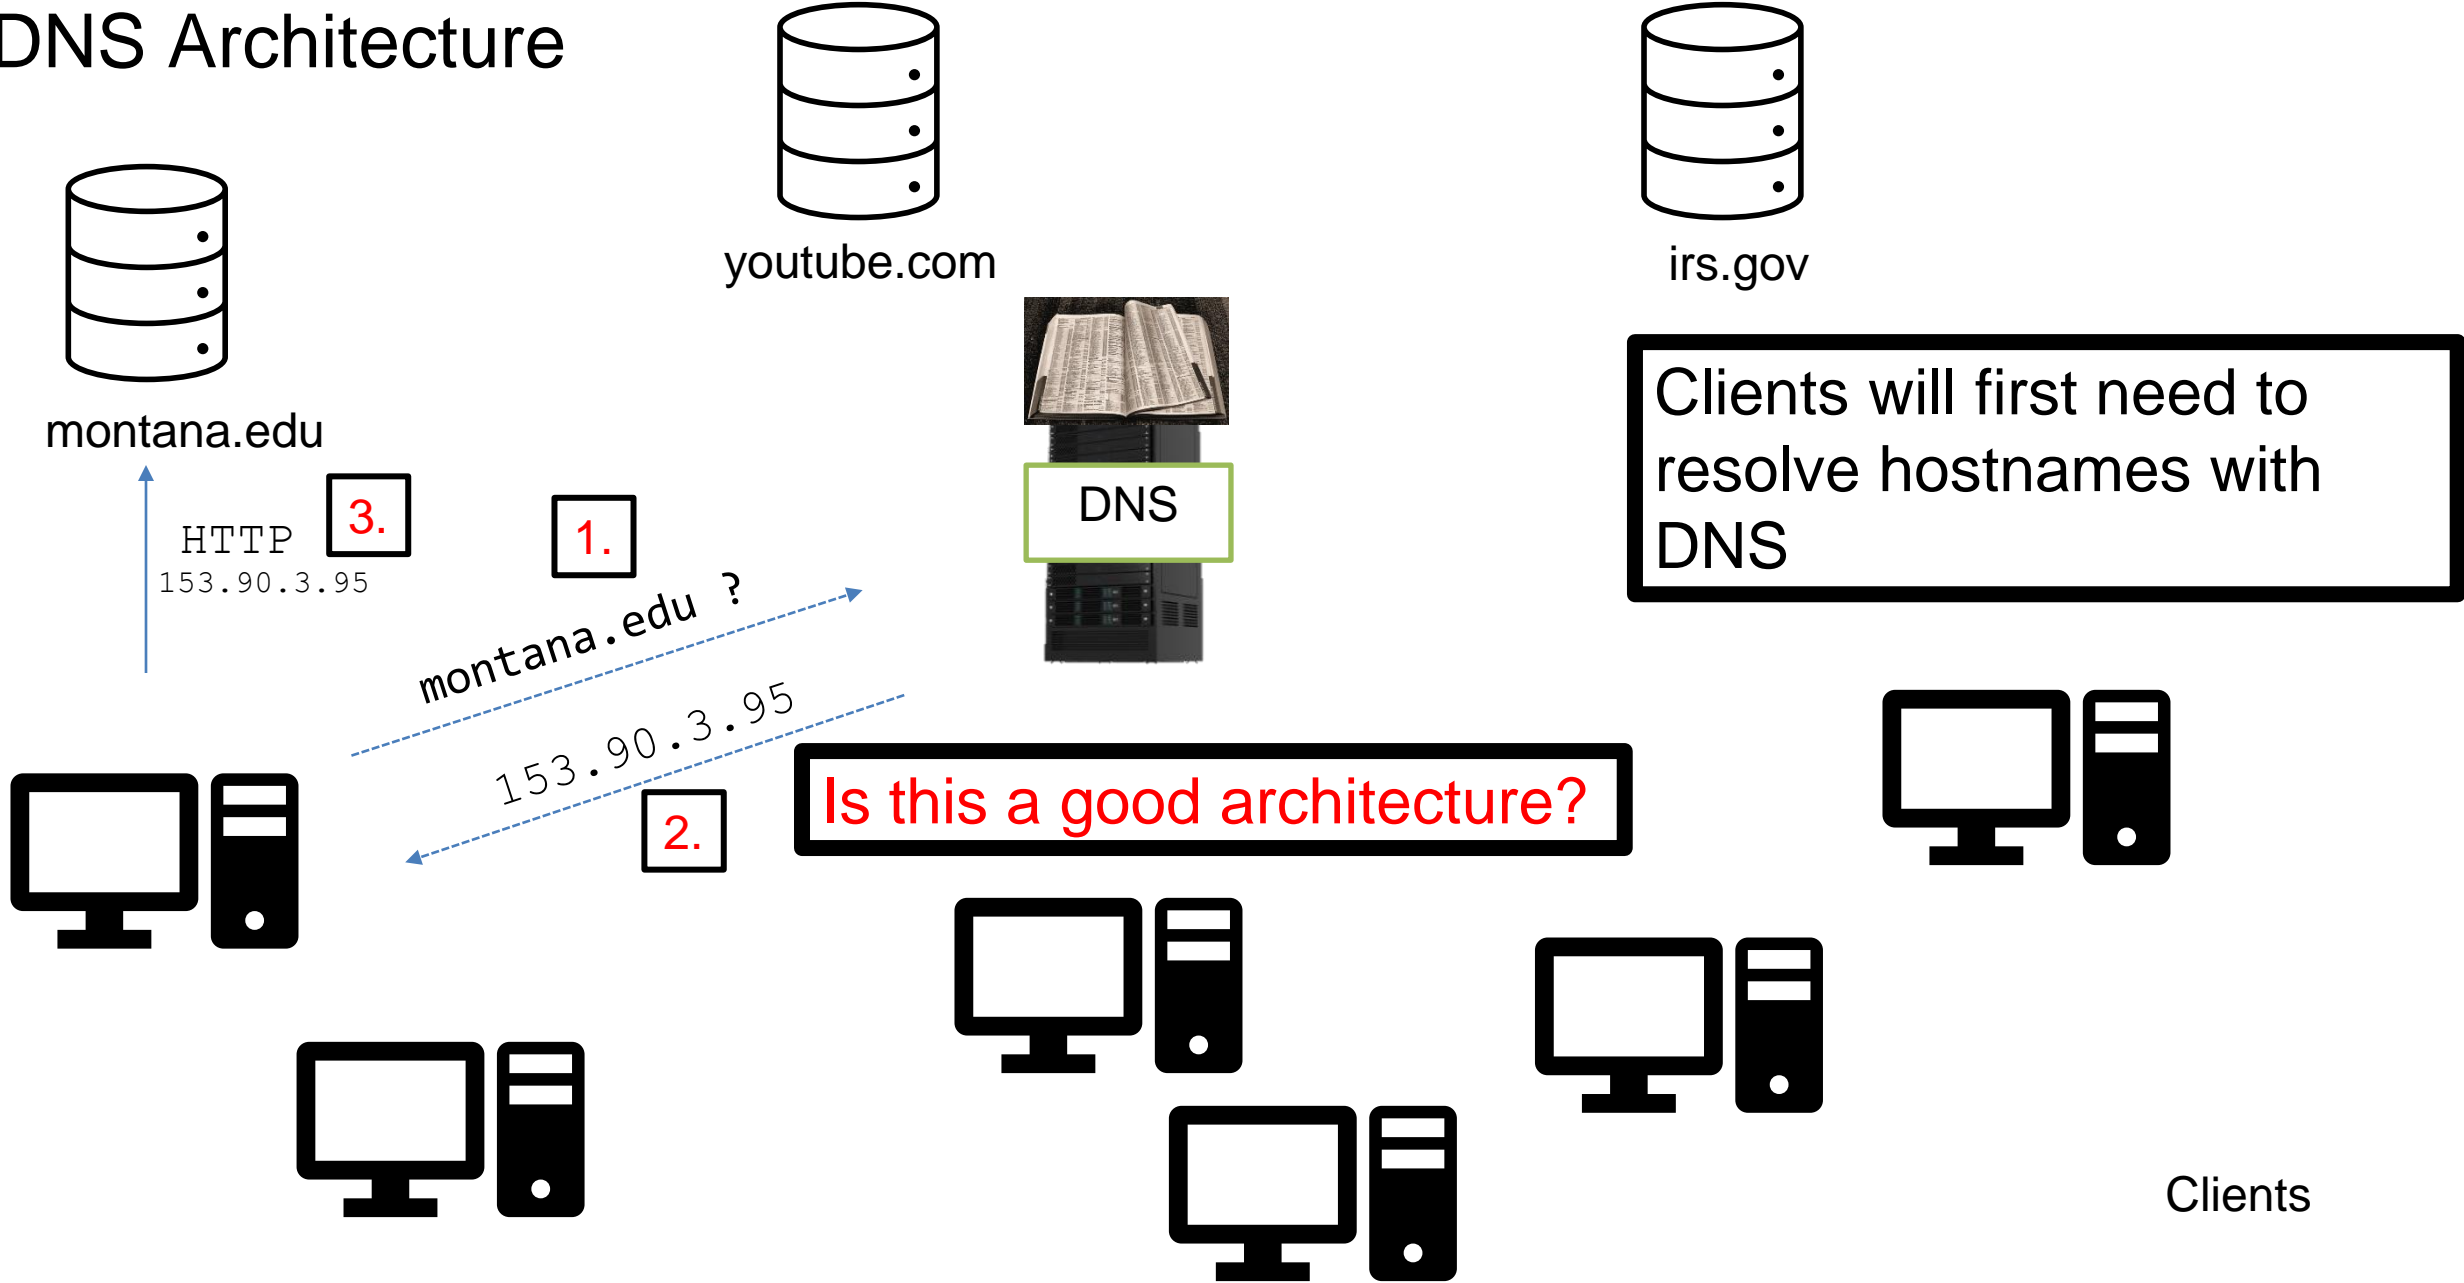 DNS Architecture
youtube.com
irs.gov
montana.edu
Clients will first need to
resolve hostnames with
DNS
DNS
3.
1.
HTTP
153.90.3.95
montana.edu ?
153.90.3.95
2.
Is this a good architecture?
Clients